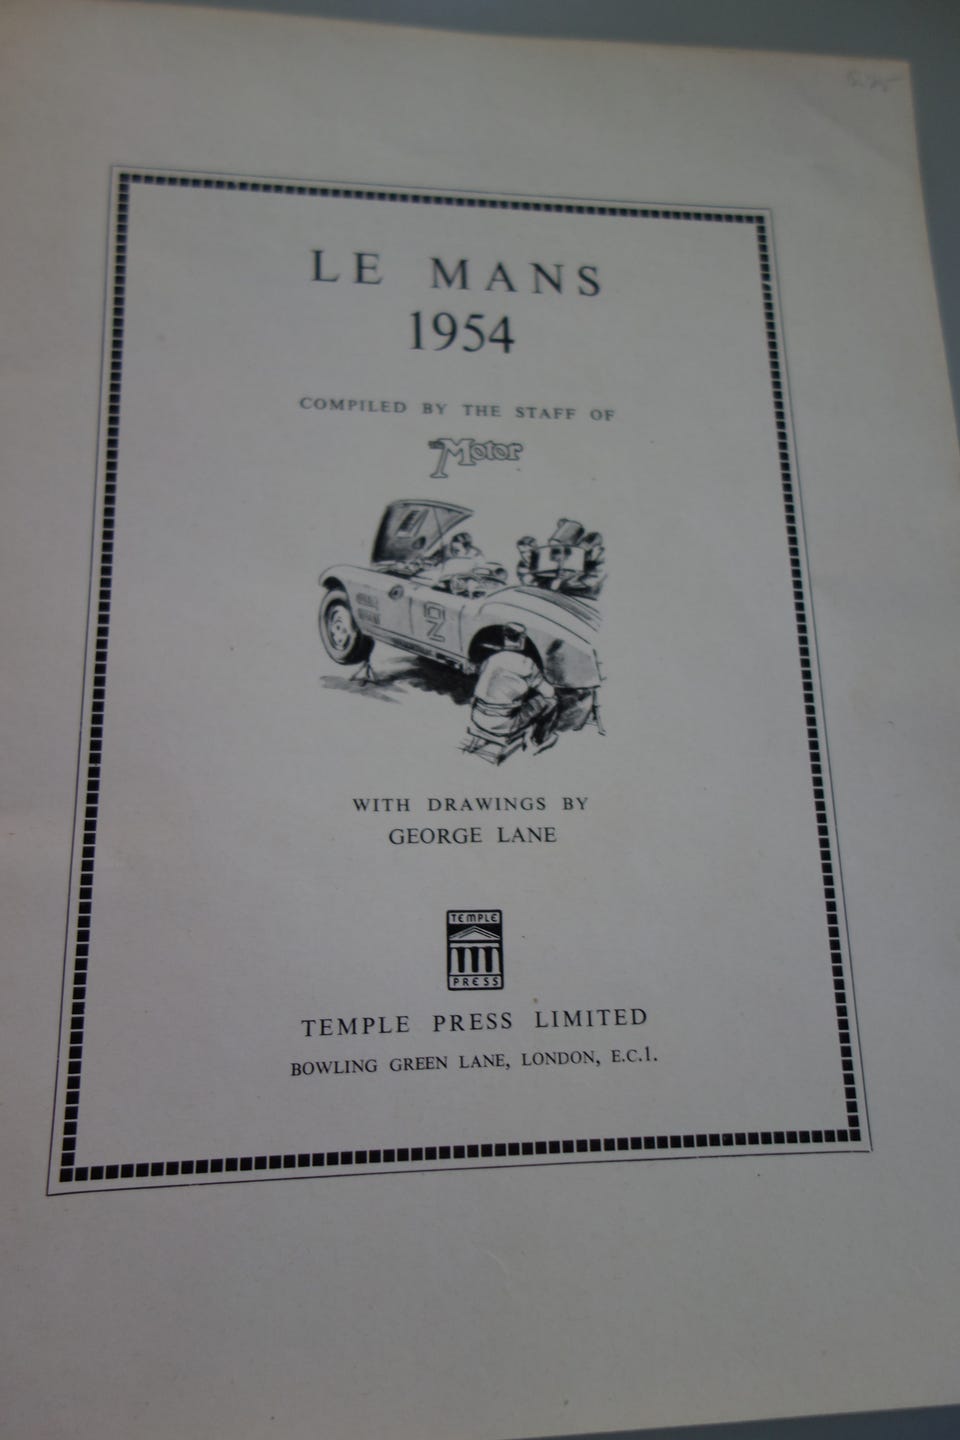 LE MANS
1954
COMPILED BY THE STAFF OF
The Motor
WITH DRAWINGS BY
GEORGE LANE
TEMPLE
PRESS
TEMPLE PRESS LIMITED
BOWLING GREEN LANE, LONDON, E.C.1.